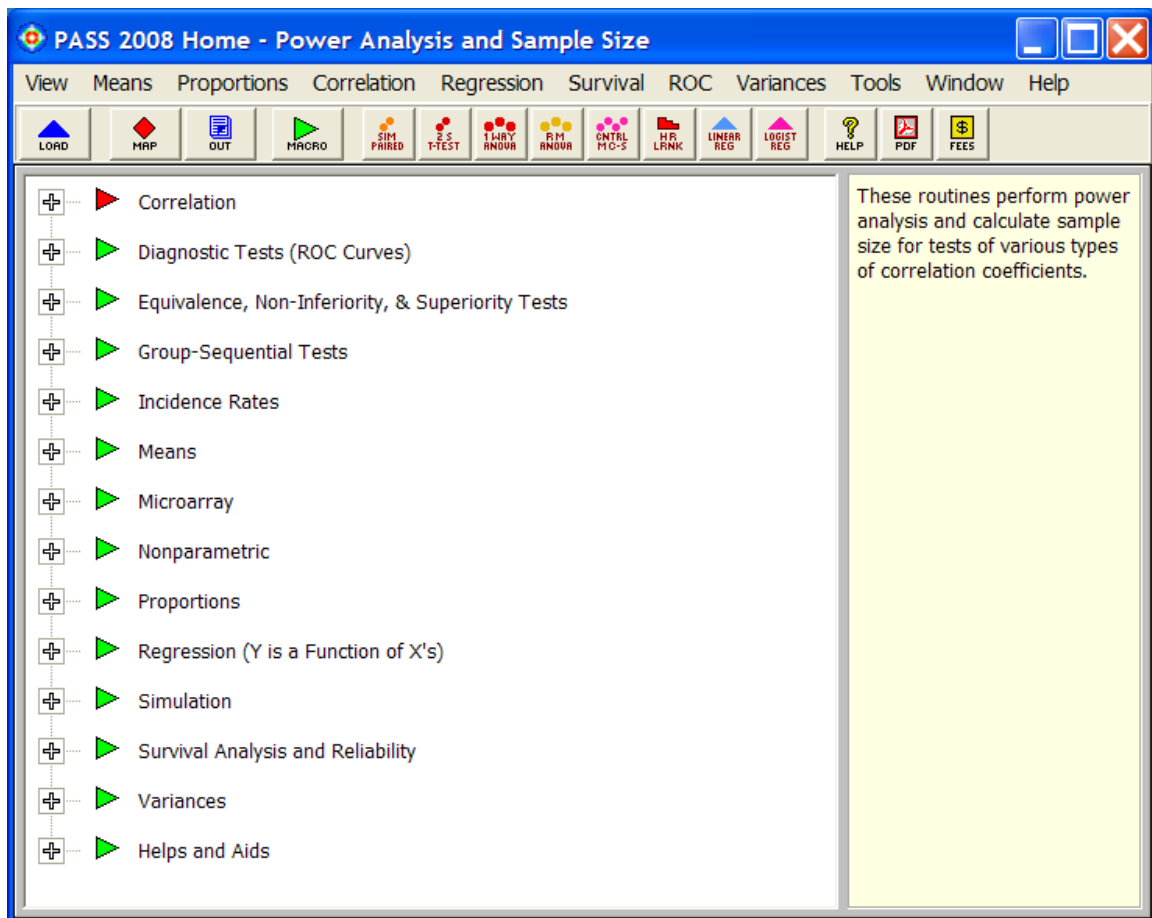 PASS 2008 Home - Power Analysis and Sample Size
View Means Proportions Correlation Regression Survival ROC Variances Tools Window Help
LOAD MAP OUT MACRO SIM PAIRED 2 S T-TEST 1 WAY ANOVA RM ANOVA CNTRL MC-S HR LRNK LINEAR REG LOGIST REG HELP PDF $ FEES
Correlation
Diagnostic Tests (ROC Curves)
Equivalence, Non-Inferiority, & Superiority Tests
Group-Sequential Tests
Incidence Rates
Means
Microarray
Nonparametric
Proportions
Regression (Y is a Function of X's)
Simulation
Survival Analysis and Reliability
Variances
Helps and Aids
These routines perform power
analysis and calculate sample
size for tests of various types
of correlation coefficients.